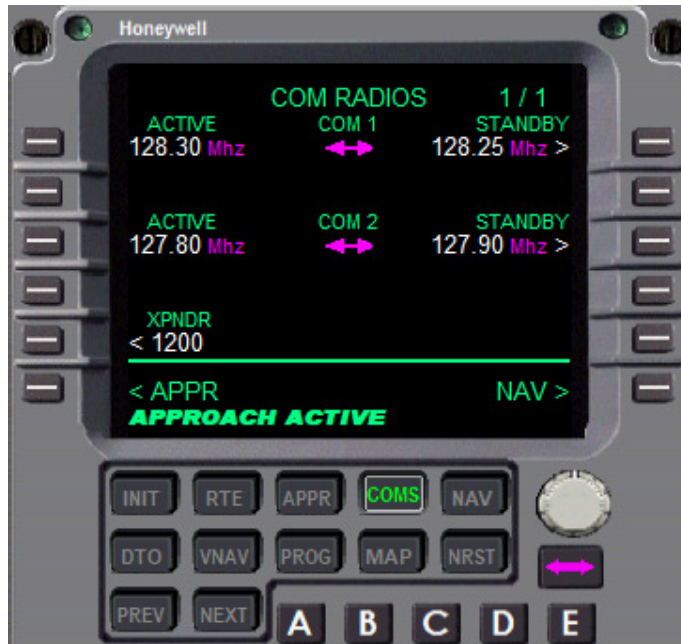 Honeywell
COM RADIOS 1 / 1
ACTIVE COM 1 STANDBY
128.30 Mhz 128.25 Mhz >
ACTIVE COM 2 STANDBY
127.80 Mhz 127.90 Mhz >
XPNDR
< 1200
< APPR NAV >
APPROACH ACTIVE
INIT RTE APPR COMS NAV
DTO VNAV PROG MAP NRST
PREV NEXT A B C D E